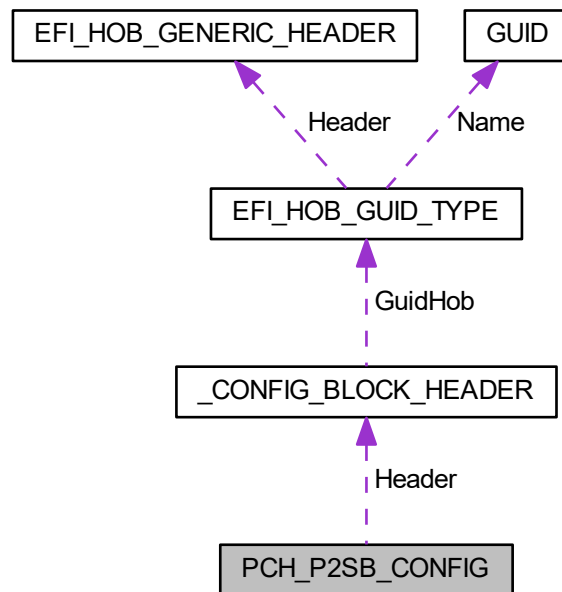 EFI_HOB_GENERIC_HEADER
GUID
Header
Name
EFI_HOB_GUID_TYPE
GuidHob
_CONFIG_BLOCK_HEADER
Header
PCH_P2SB_CONFIG